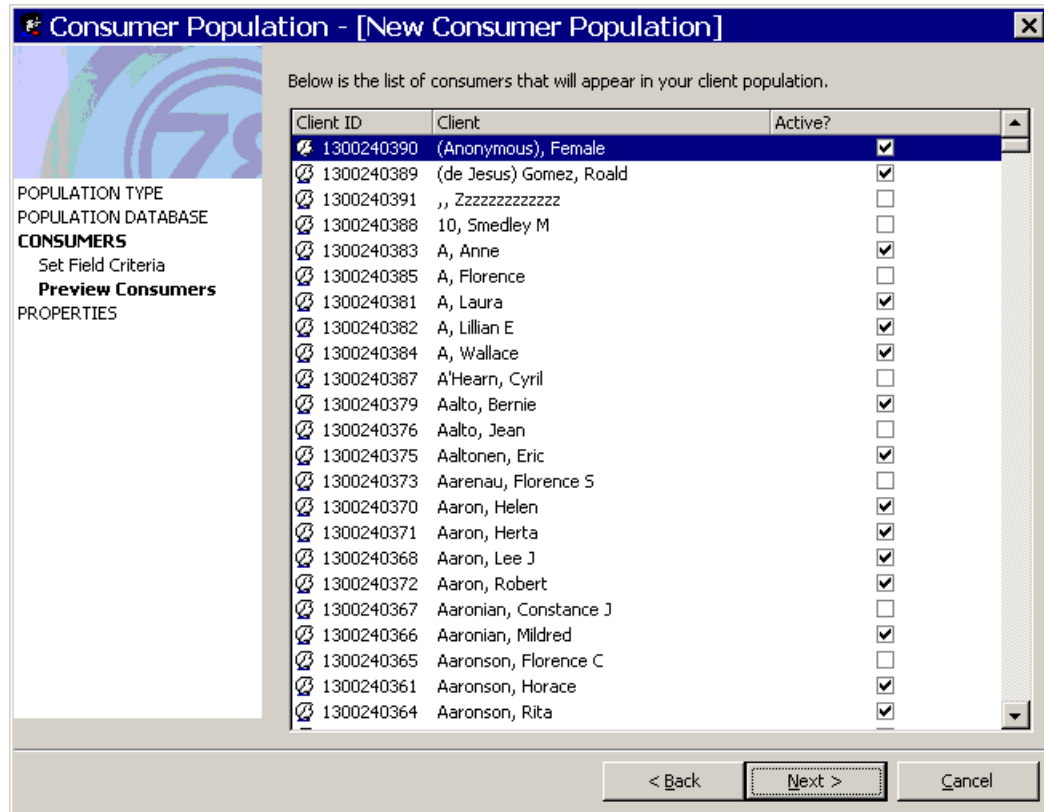 Consumer Population - [New Consumer Population]
78
Below is the list of consumers that will appear in your client population.
POPULATION TYPE
POPULATION DATABASE
CONSUMERS
Set Field Criteria
Preview Consumers
PROPERTIES
Client ID Client Active?
1300240390 (Anonymous), Female
1300240389 (de Jesus) Gomez, Roald
1300240391 ,, Zzzzzzzzzzzzz
1300240388 10, Smedley M
1300240383 A, Anne
1300240385 A, Florence
1300240381 A, Laura
1300240382 A, Lillian E
1300240384 A, Wallace
1300240387 A'Hearn, Cyril
1300240379 Aalto, Bernie
1300240376 Aalto, Jean
1300240375 Aaltonen, Eric
1300240373 Aarenau, Florence S
1300240370 Aaron, Helen
1300240371 Aaron, Herta
1300240368 Aaron, Lee J
1300240372 Aaron, Robert
1300240367 Aaronian, Constance J
1300240366 Aaronian, Mildred
1300240365 Aaronson, Florence C
1300240361 Aaronson, Horace
1300240364 Aaronson, Rita
< Back Next > Cancel